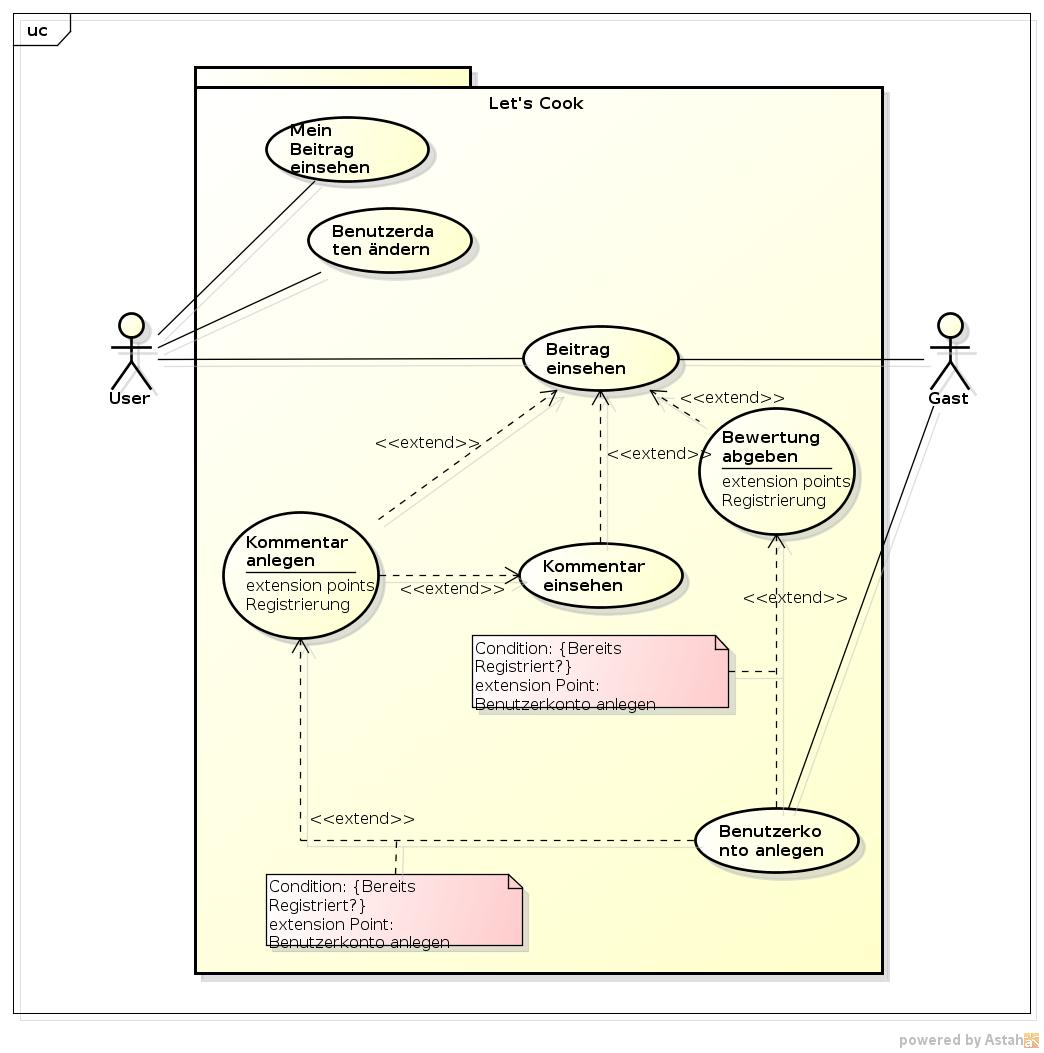 uc
Let's Cook
Mein
Beitrag
einsehen
Benutzerda
ten ändern
User
Beitrag
einsehen
Gast
<<extend>>
<<extend>>
<<extend>>
Bewertung
abgeben
extension points
Registrierung
Kommentar
anlegen
extension points
Registrierung
Kommentar
einsehen
<<extend>>
<<extend>>
Condition: {Bereits
Registriert?}
extension Point:
Benutzerkonto anlegen
<<extend>>
Benutzerko
nto anlegen
Condition: {Bereits
Registriert?}
extension Point:
Benutzerkonto anlegen
powered by Astah